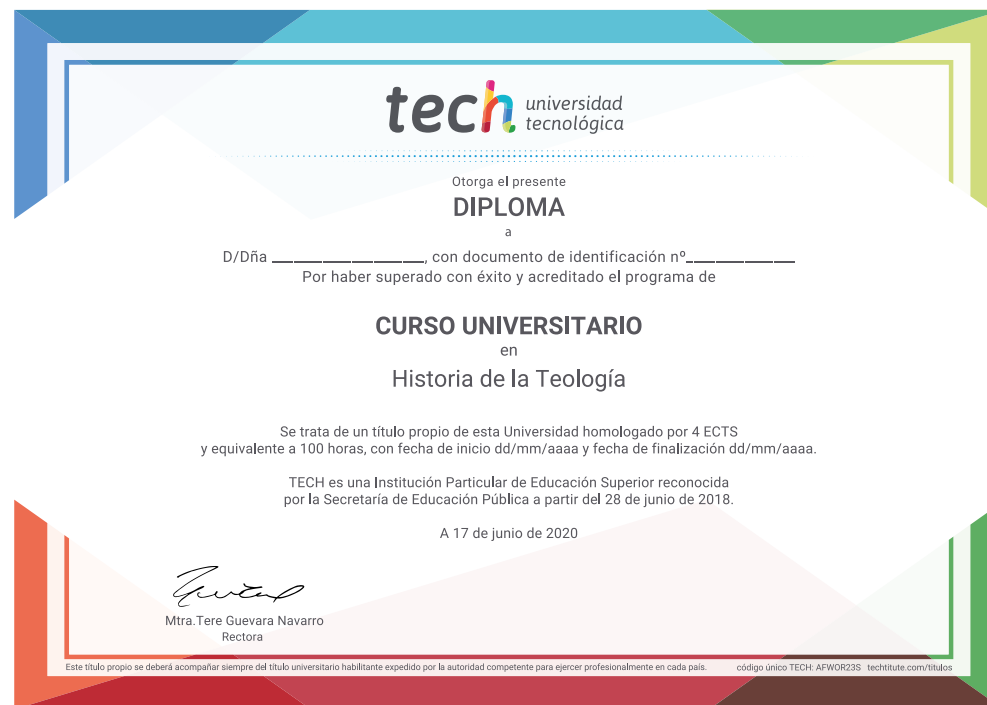 tech universidad
tecnológica
Otorga el presente
DIPLOMA
a
D/Dña ________________, con documento de identificación nº____________
Por haber superado con éxito y acreditado el programa de
CURSO UNIVERSITARIO
en
Historia de la Teología
Se trata de un título propio de esta Universidad homologado por 4 ECTS
y equivalente a 100 horas, con fecha de inicio dd/mm/aaaa y fecha de finalización dd/mm/aaaa.
TECH es una Institución Particular de Educación Superior reconocida
por la Secretaría de Educación Pública a partir del 28 de junio de 2018.
A 17 de junio de 2020
Mtra.Tere Guevara Navarro
Rectora
Este título propio se deberá acompañar siempre del título universitario habilitante expedido por la autoridad competente para ejercer profesionalmente en cada país. código único TECH: AFWOR23S techtitute.com/titulos